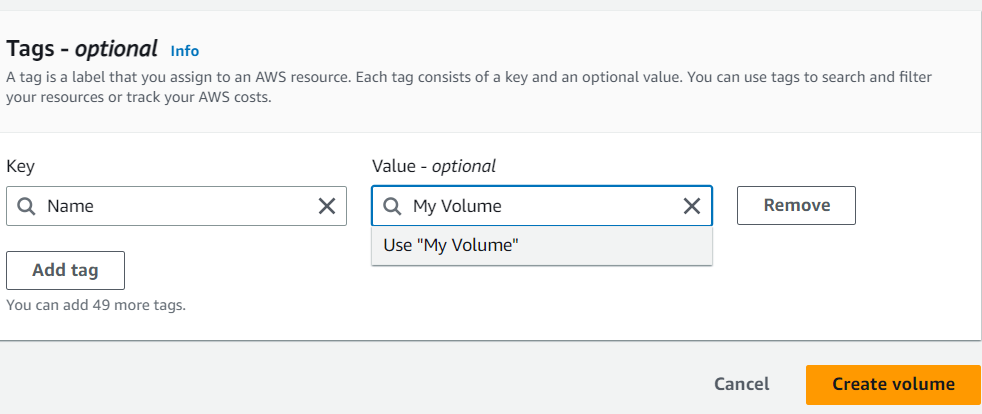 Tags - optional Info
A tag is a label that you assign to an AWS resource. Each tag consists of a key and an optional value. You can use tags to search and filter
your resources or track your AWS costs.
Key
Value - optional
Name
My Volume
Remove
Use "My Volume"
Add tag
You can add 49 more tags.
Cancel
Create volume